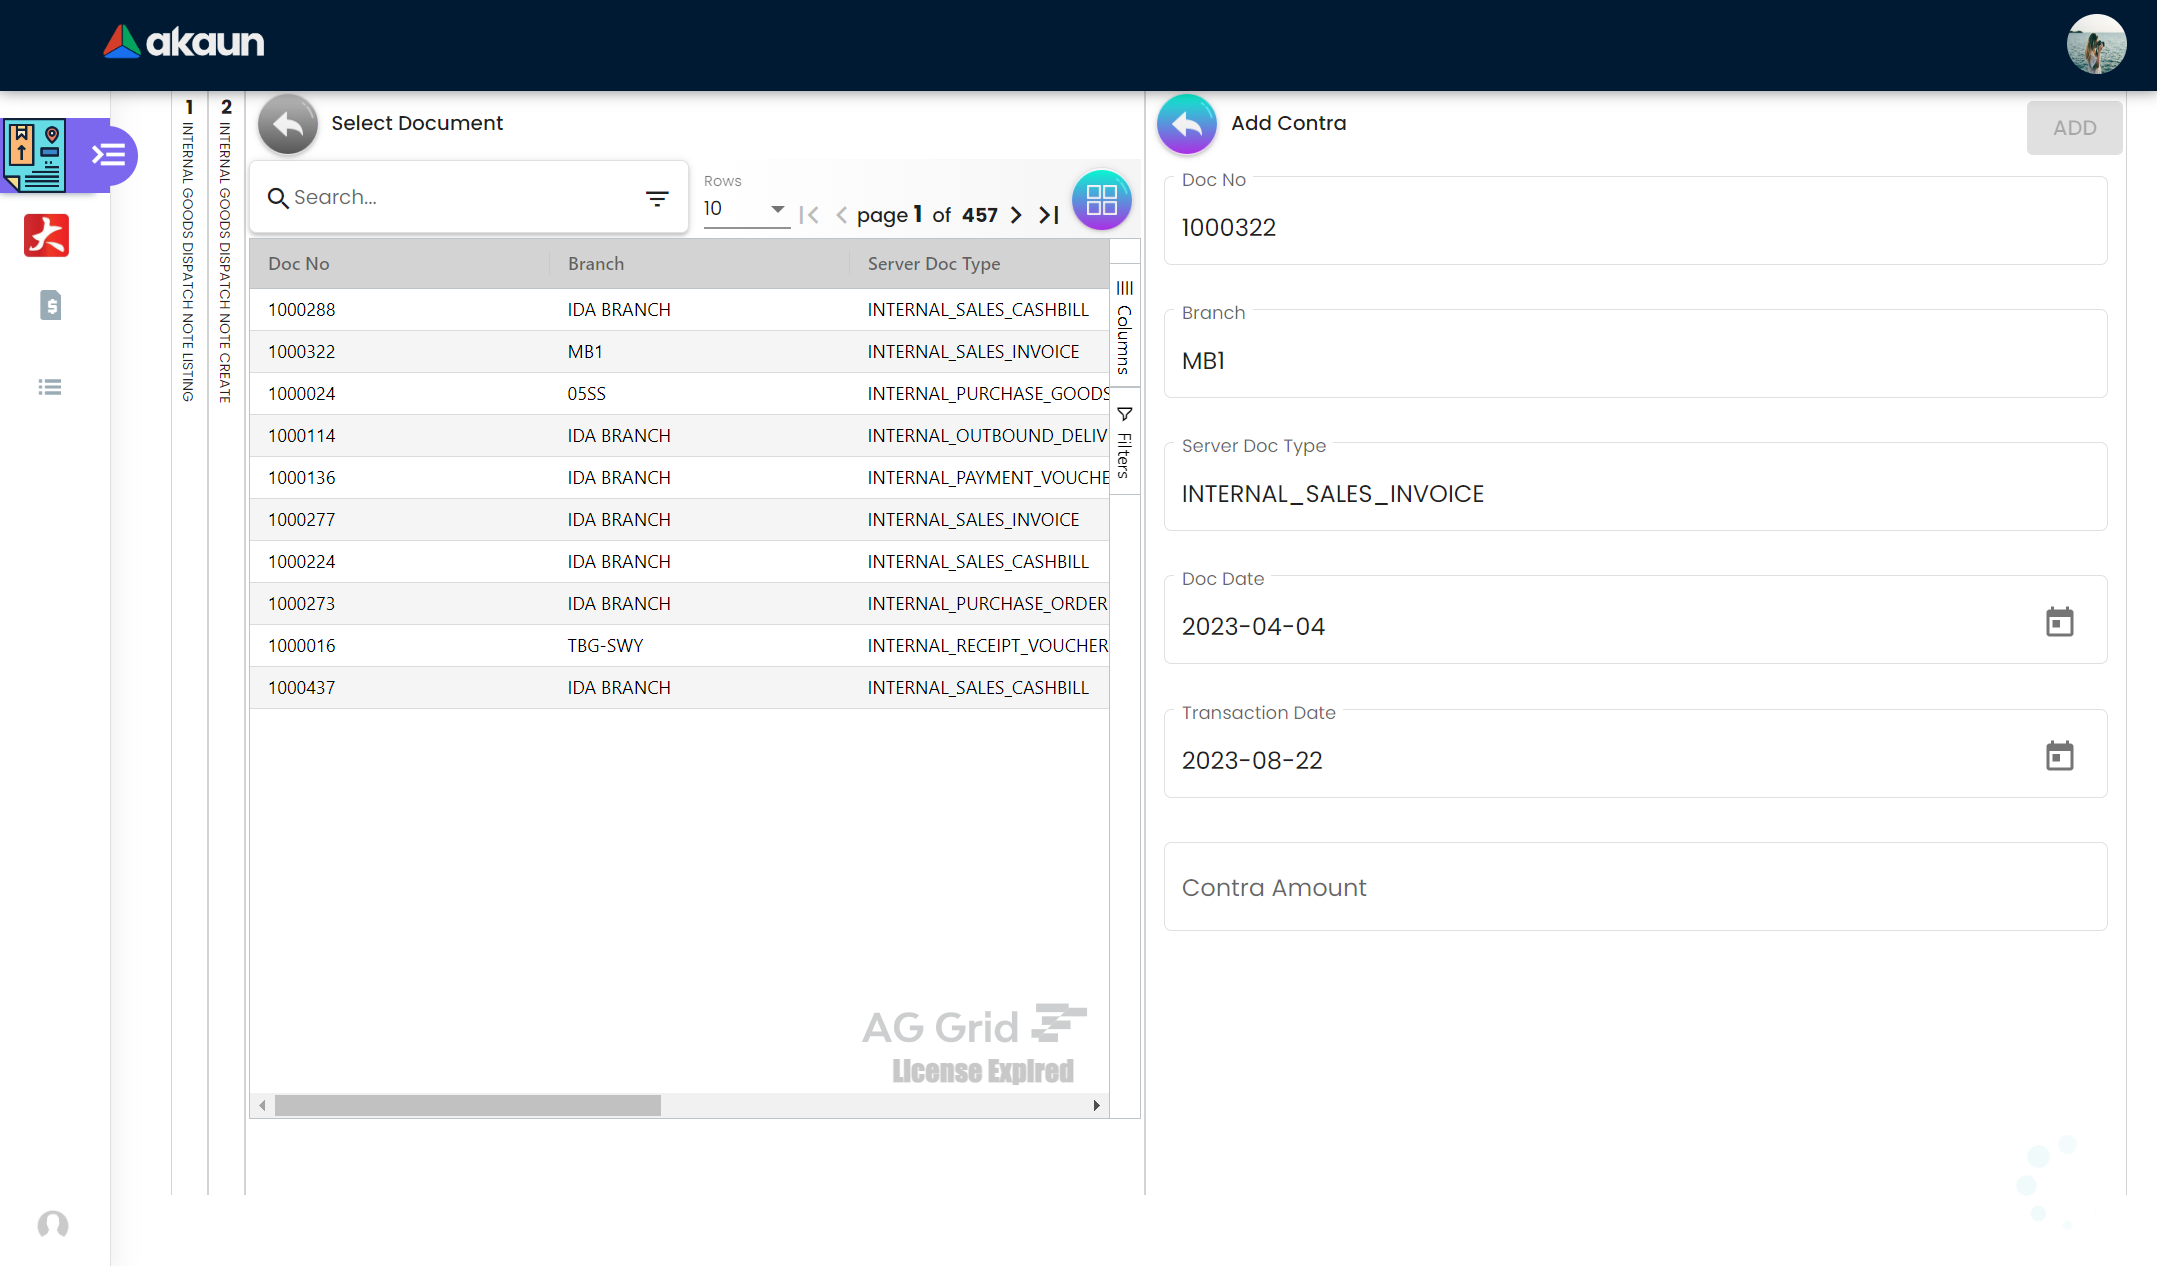 akaun
1
INTERNAL GOODS DISPATCH NOTE LISTING
2
INTERNAL GOODS DISPATCH NOTE CREATE
Select Document
Search...
Rows
10
page 1 of 457
Doc No Branch Server Doc Type
1000288 IDA BRANCH INTERNAL_SALES_CASHBILL
1000322 MB1 INTERNAL_SALES_INVOICE
1000024 05SS INTERNAL_PURCHASE_GOODS
1000114 IDA BRANCH INTERNAL_OUTBOUND_DELIV
1000136 IDA BRANCH INTERNAL_PAYMENT_VOUCHE
1000277 IDA BRANCH INTERNAL_SALES_INVOICE
1000224 IDA BRANCH INTERNAL_SALES_CASHBILL
1000273 IDA BRANCH INTERNAL_PURCHASE_ORDER
1000016 TBG-SWY INTERNAL_RECEIPT_VOUCHER
1000437 IDA BRANCH INTERNAL_SALES_CASHBILL
Columns
Filters
AG Grid
License Expired
Add Contra
ADD
Doc No
1000322
Branch
MB1
Server Doc Type
INTERNAL_SALES_INVOICE
Doc Date
2023-04-04
Transaction Date
2023-08-22
Contra Amount